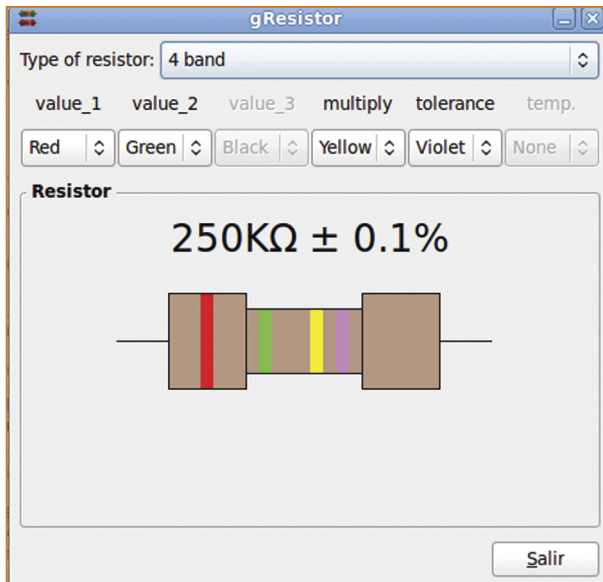 gResistor
Type of resistor: 4 band
value_1 value_2 value_3 multiply tolerance temp.
Red Green Black Yellow Violet None
Resistor
250KΩ ± 0.1%
Salir